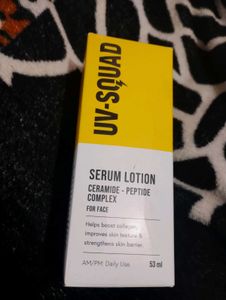 UV-SQUAD
SERUM LOTION
CERAMIDE - PEPTIDE
COMPLEX
FOR FACE
Helps boost collagen,
improves skin texture &
strengthens skin barrier.
AM/PM Daily Use
53 ml